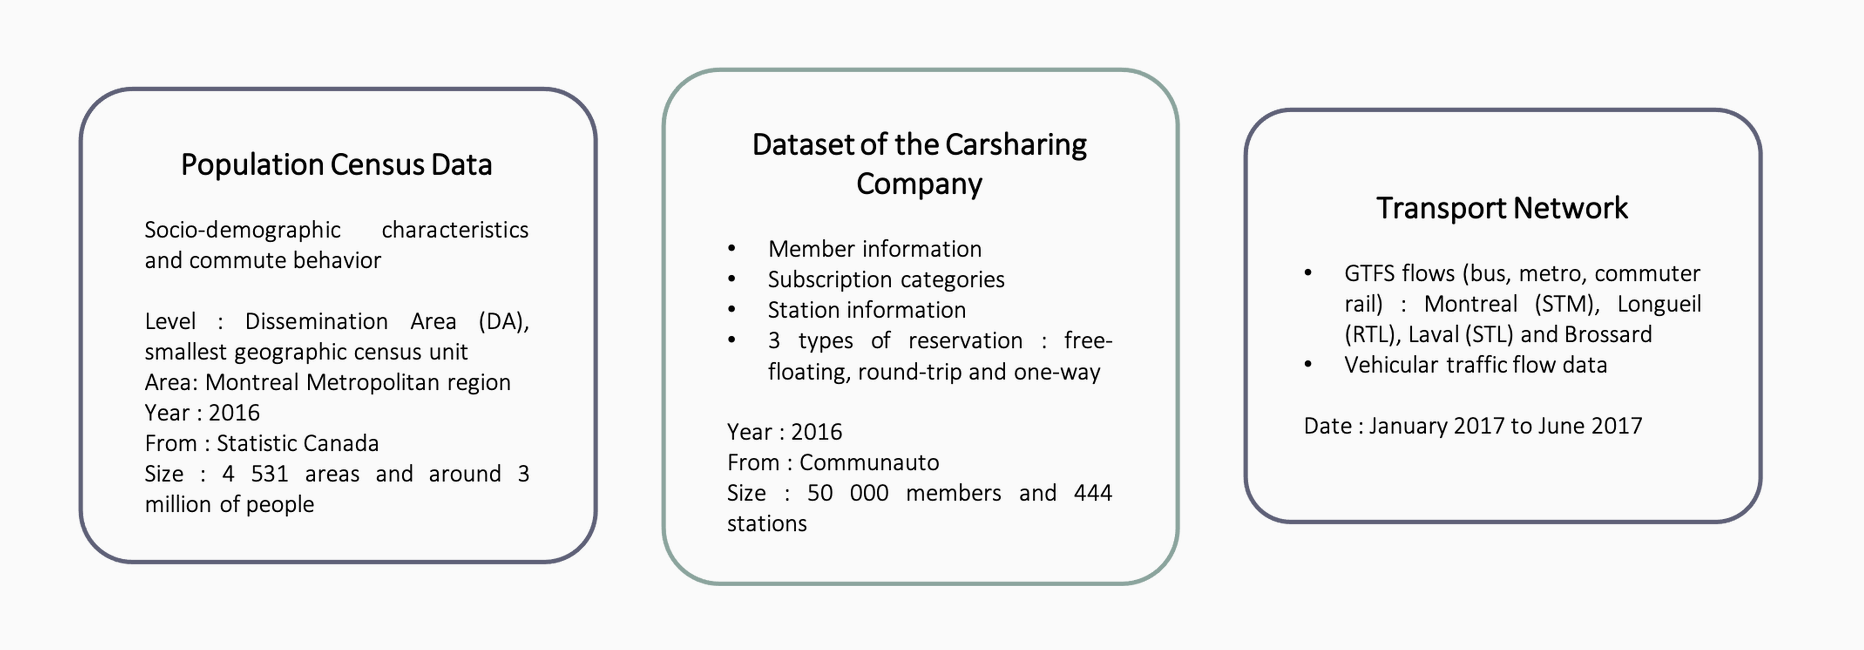 Population Census Data
Socio-demographic characteristics
and commute behavior
Level : Dissemination Area (DA),
smallest geographic census unit
Area: Montreal Metropolitan region
Year : 2016
From : Statistic Canada
Size : 4 531 areas and around 3
million of people
Dataset of the Carsharing
Company
• Member information
• Subscription categories
• Station information
• 3 types of reservation : free-
floating, round-trip and one-way
Year : 2016
From : Communauto
Size : 50 000 members and 444
stations
Transport Network
• GTFS flows (bus, metro, commuter
rail) : Montreal (STM), Longueil
(RTL), Laval (STL) and Brossard
• Vehicular traffic flow data
Date : January 2017 to June 2017